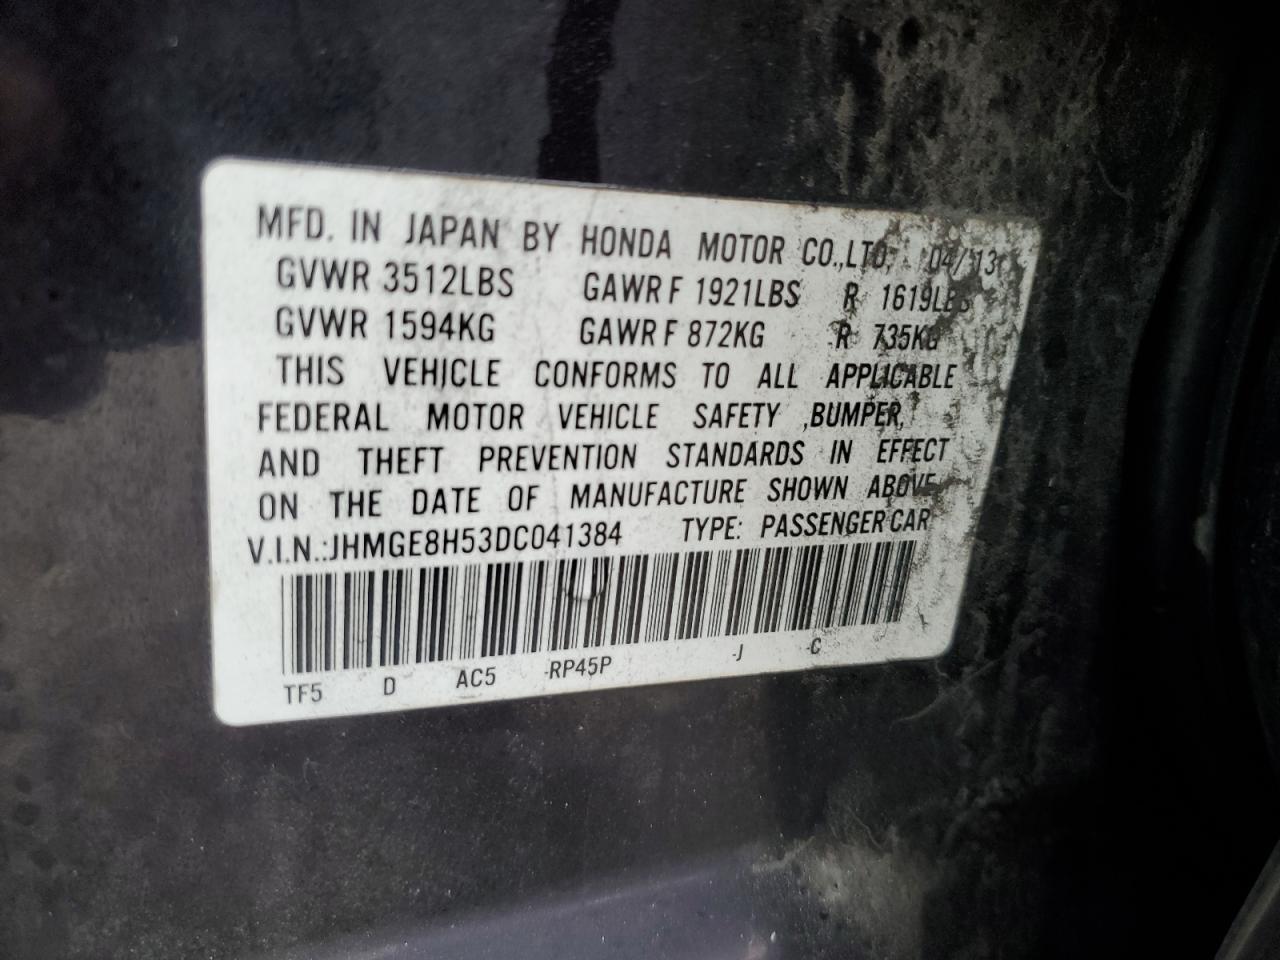 MFD. IN JAPAN BY HONDA MOTOR CO.,LTD. 04/13
GVWR 3512LBS GAWR F 1921LBS R 1619LBS
GVWR 1594KG GAWR F 872KG R 735KG
THIS VEHICLE CONFORMS TO ALL APPLICABLE
FEDERAL MOTOR VEHICLE SAFETY ,BUMPER,
AND THEFT PREVENTION STANDARDS IN EFFECT
ON THE DATE OF MANUFACTURE SHOWN ABOVE.
V.I.N.:JHMGE8H53DC041384 TYPE: PASSENGER CAR
TF5 D AC5 -RP45P -J C